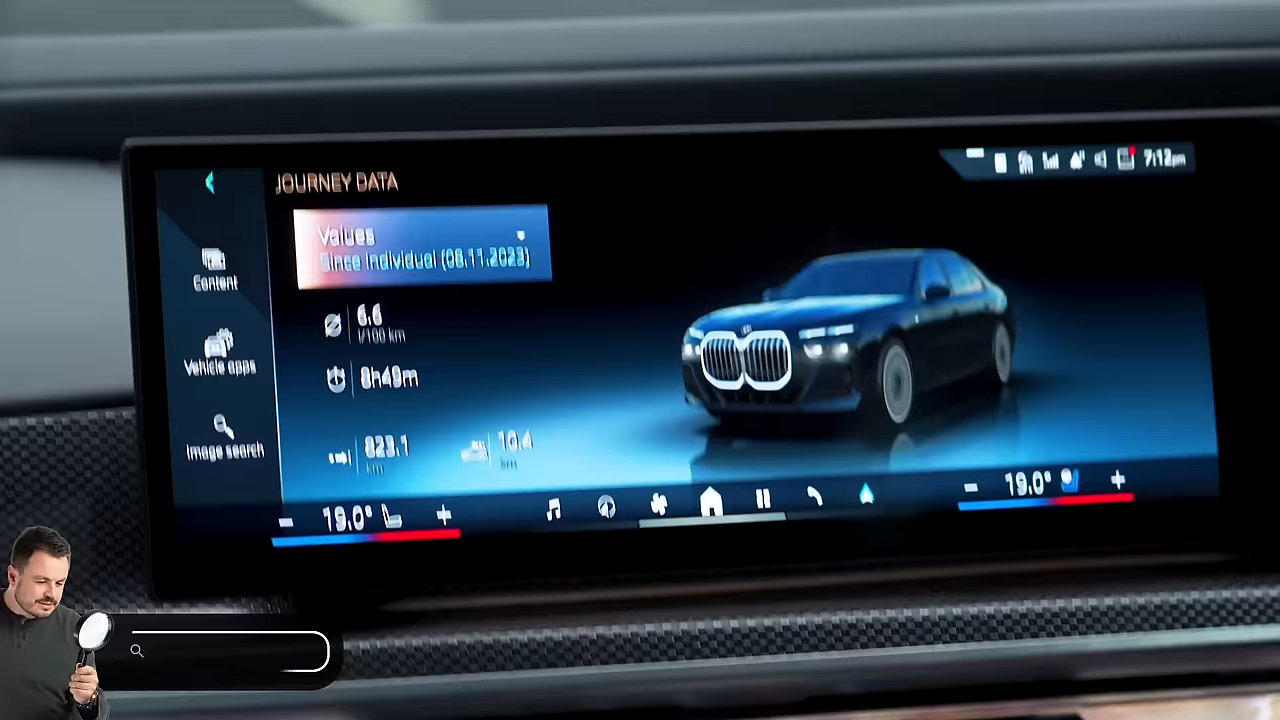 JOURNEY DATA
7:12pm
Values
Since Individual (08.11.2023)
Content
6.6
l/100 km
Vehicle apps
8h49m
Image search
823.1
km
10.4
km
19.0°
19.0°